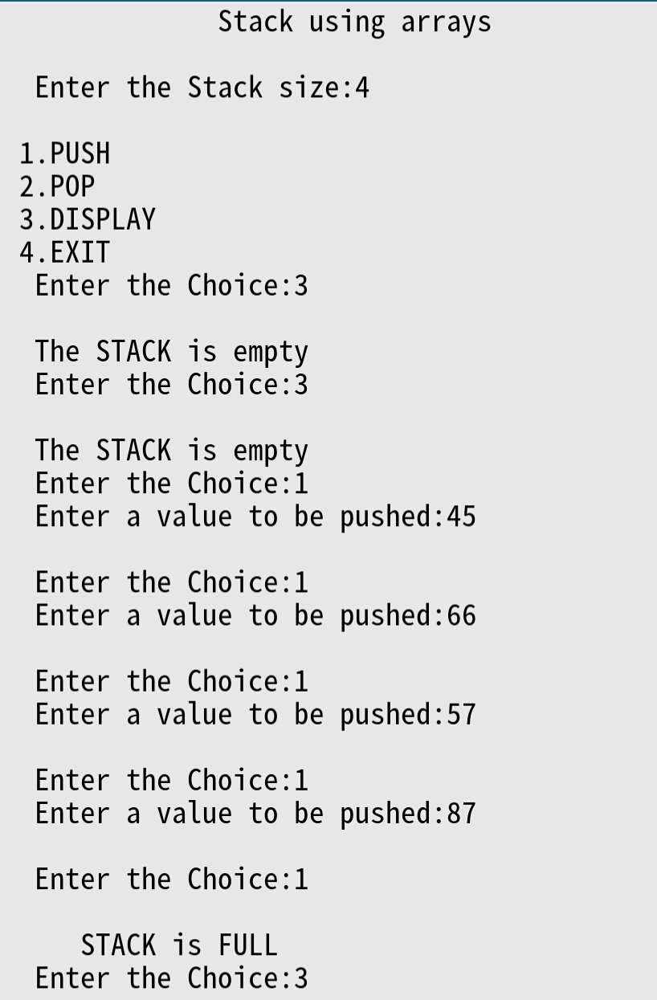 Stack using arrays
Enter the Stack size:4
1.PUSH
2.POP
3.DISPLAY
4.EXIT
Enter the Choice:3
The STACK is empty
Enter the Choice:3
The STACK is empty
Enter the Choice:1
Enter a value to be pushed:45
Enter the Choice:1
Enter a value to be pushed:66
Enter the Choice:1
Enter a value to be pushed:57
Enter the Choice:1
Enter a value to be pushed:87
Enter the Choice:1
STACK is FULL
Enter the Choice:3